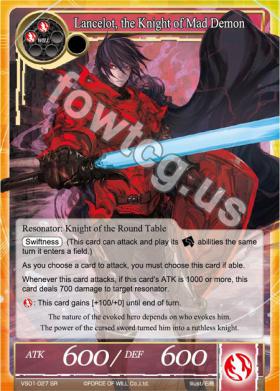 Lancelot, the Knight of Mad Demon
WILL
fowtcg.us
Resonator: Knight of the Round Table
Swiftness (This card can attack and play its abilities the same
turn it enters a field.)
As you choose a card to attack, you must choose this card if able.
Whenever this card attacks, if this card's ATK is 1000 or more, this
card deals 700 damage to target resonator.
: This card gains [+100/+0] until end of turn.
The nature of the evoked hero depends on who evokes him.
The power of the cursed sword turned him into a ruthless knight.
ATK 600/ DEF 600
VS01-027 SR ©FORCE OF WILL Co.,Ltd.